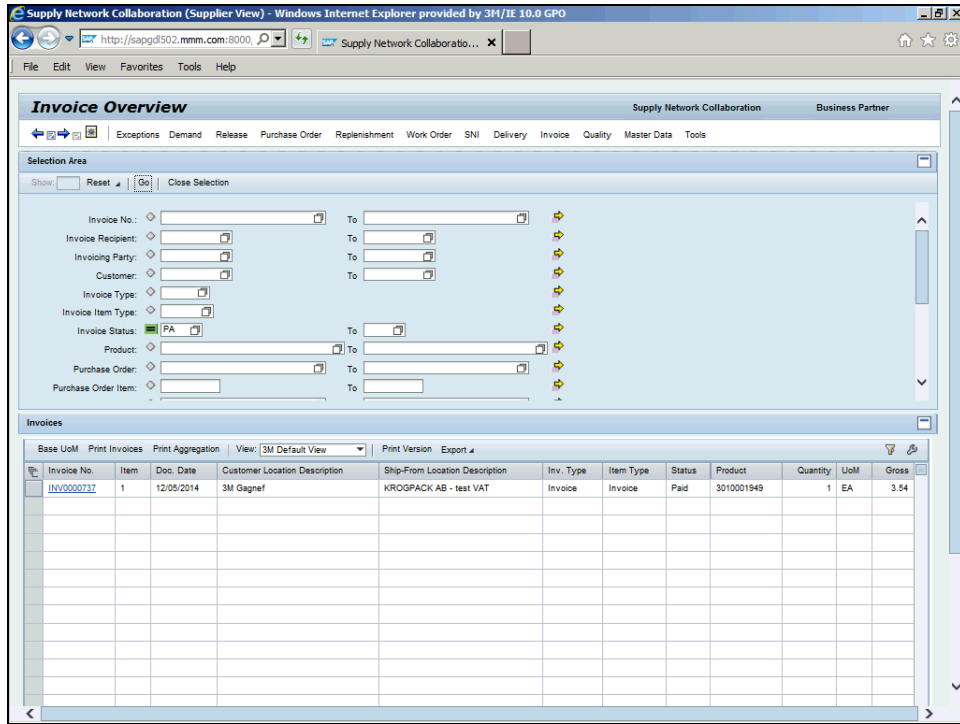 Supply Network Collaboration (Supplier View) - Windows Internet Explorer provided by 3M/IE 10.0 GPO
http://sapgdl502.mmm.com:8000, Supply Network Collaboratio... X
File Edit View Favorites Tools Help
Invoice Overview Supply Network Collaboration Business Partner
Exceptions Demand Release Purchase Order Replenishment Work Order SNI Delivery Invoice Quality Master Data Tools
Selection Area
Show: Reset Go Close Selection
Invoice No.: To
Invoice Recipient: To
Invoicing Party: To
Customer: To
Invoice Type:
Invoice Item Type:
Invoice Status: PA To
Product: To
Purchase Order: To
Purchase Order Item: To
Invoices
Base UoM Print Invoices Print Aggregation View: 3M Default View Print Version Export
Invoice No. Item Doc. Date Customer Location Description Ship-From Location Description Inv. Type Item Type Status Product Quantity UoM Gross
INV0000737 1 12/05/2014 3M Gagnef KROGPACK AB - test VAT Invoice Invoice Paid 3010001949 1 EA 3.54